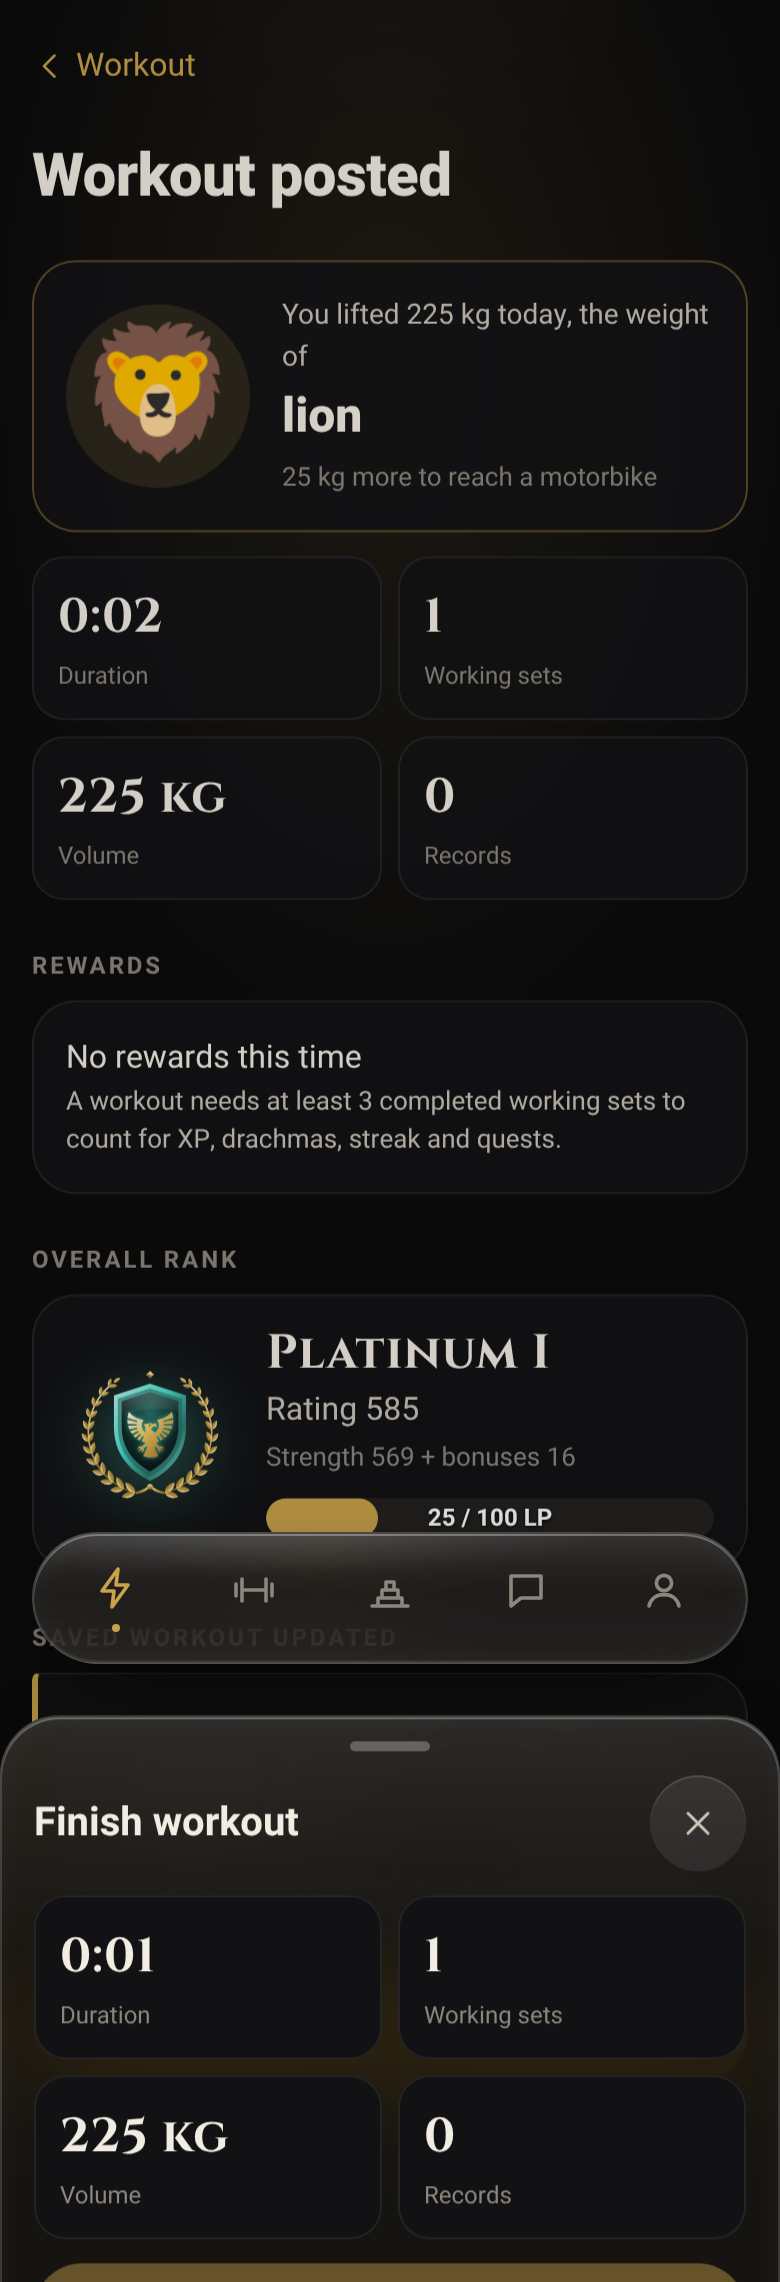 Workout
Workout posted
You lifted 225 kg today, the weight
of
lion
25 kg more to reach a motorbike
0:02
Duration
1
Working sets
225 KG
Volume
0
Records
REWARDS
No rewards this time
A workout needs at least 3 completed working sets to
count for XP, drachmas, streak and quests.
OVERALL RANK
PLATINUM I
Rating 585
Strength 569 + bonuses 16
25 / 100 LP
SAVED WORKOUT UPDATED
Finish workout
0:01
Duration
1
Working sets
225 KG
Volume
0
Records